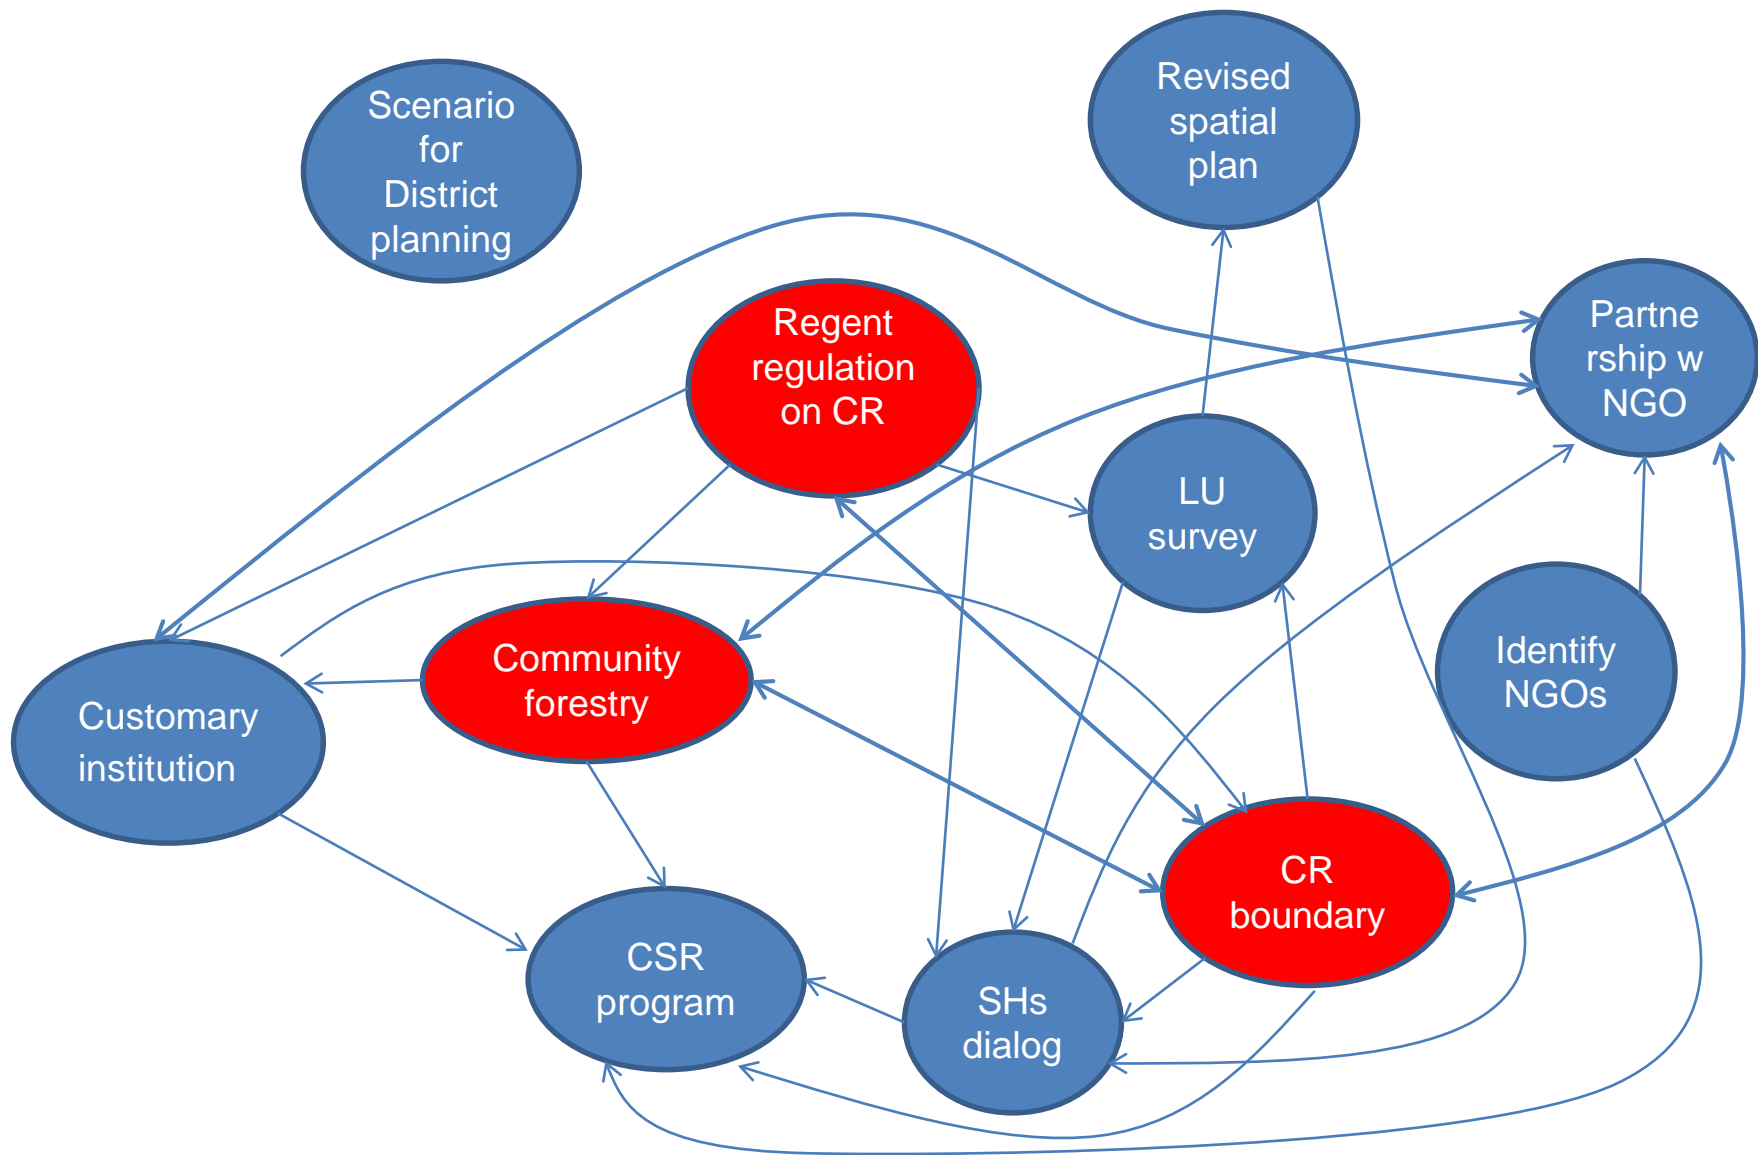 Scenario
for
District
planning
Revised
spatial
plan
Regent
regulation
on CR
Partne
rship w
NGO
LU
survey
Community
forestry
Identify
NGOs
Customary
institution
CR
boundary
CSR
program
SHs
dialog